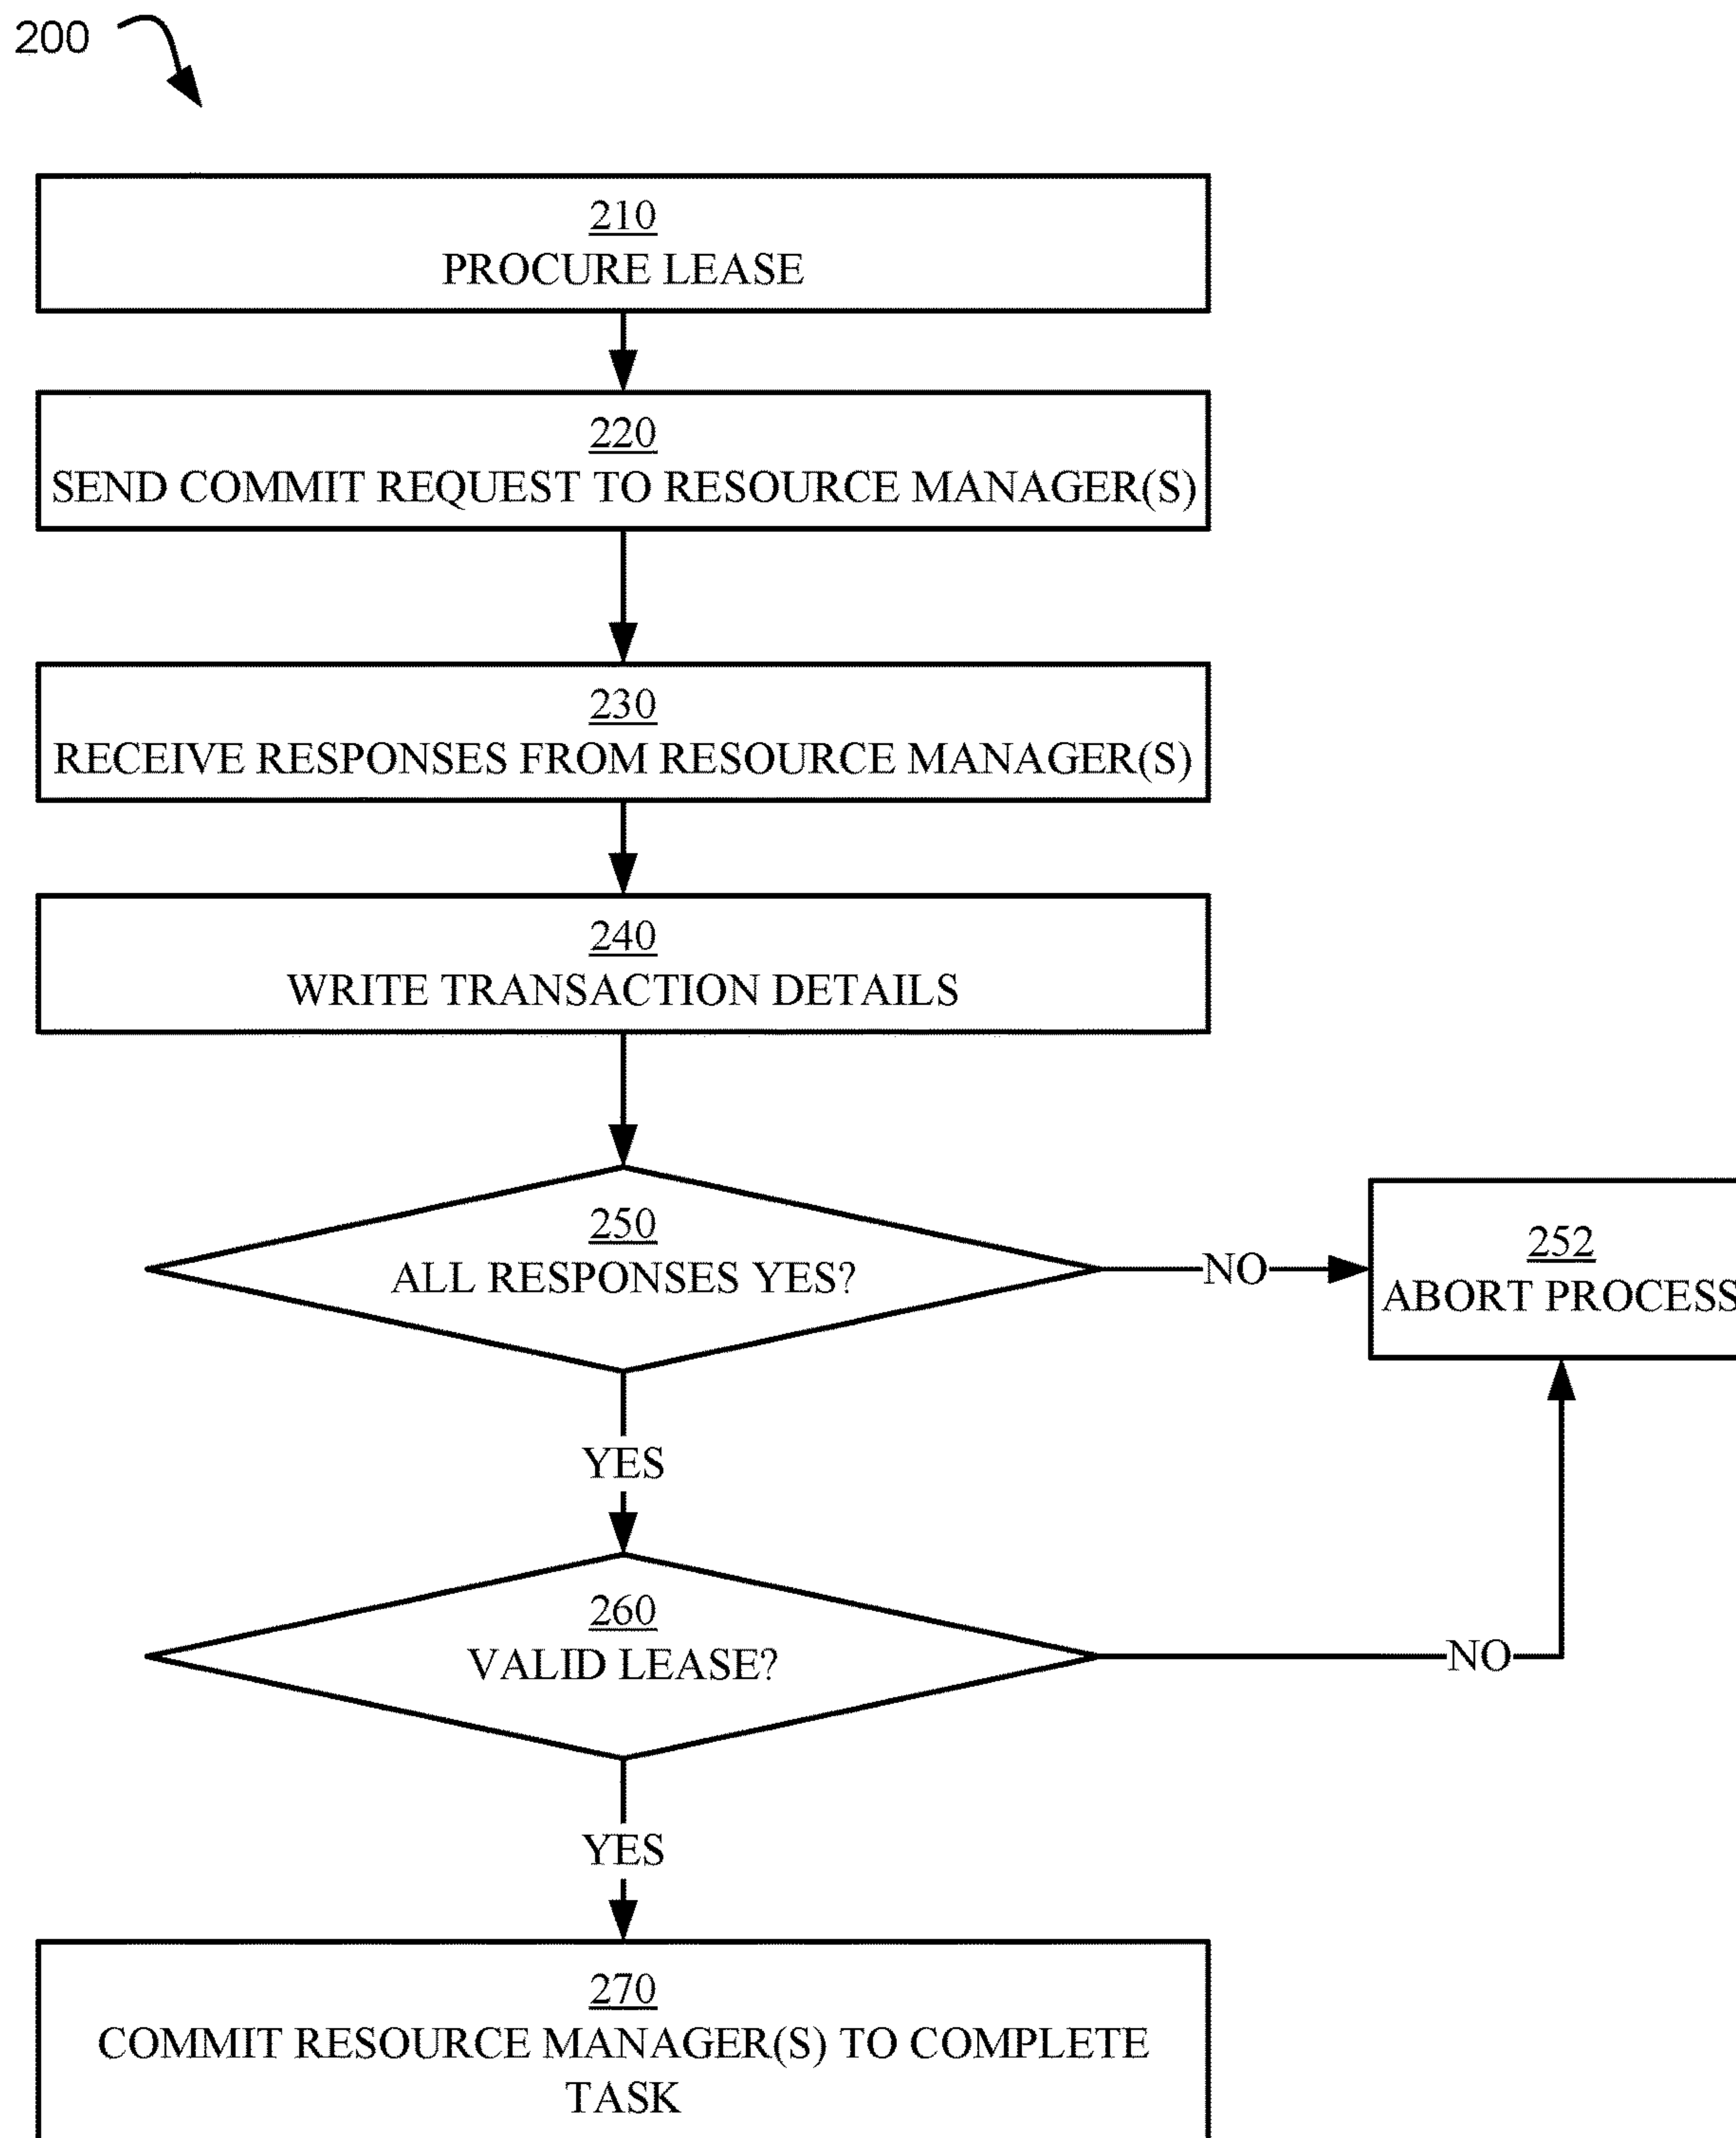 200
210
PROCURE LEASE
220
SEND COMMIT REQUEST TO RESOURCE MANAGER(S)
230
RECEIVE RESPONSES FROM RESOURCE MANAGER(S)
240
WRITE TRANSACTION DETAILS
250
ALL RESPONSES YES?
NO
252
ABORT PROCESS
YES
260
VALID LEASE?
NO
YES
270
COMMIT RESOURCE MANAGER(S) TO COMPLETE
TASK